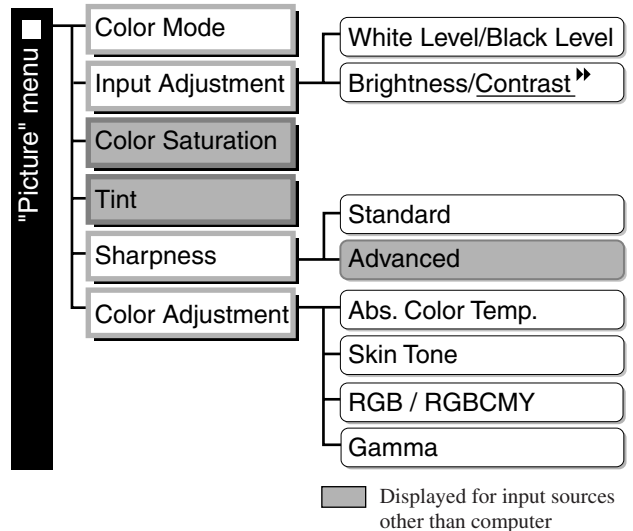 "Picture" menu
Color Mode
Input Adjustment
White Level/Black Level
Brightness/Contrast
Color Saturation
Tint
Sharpness
Standard
Advanced
Color Adjustment
Abs. Color Temp.
Skin Tone
RGB / RGBCMY
Gamma
Displayed for input sources
other than computer